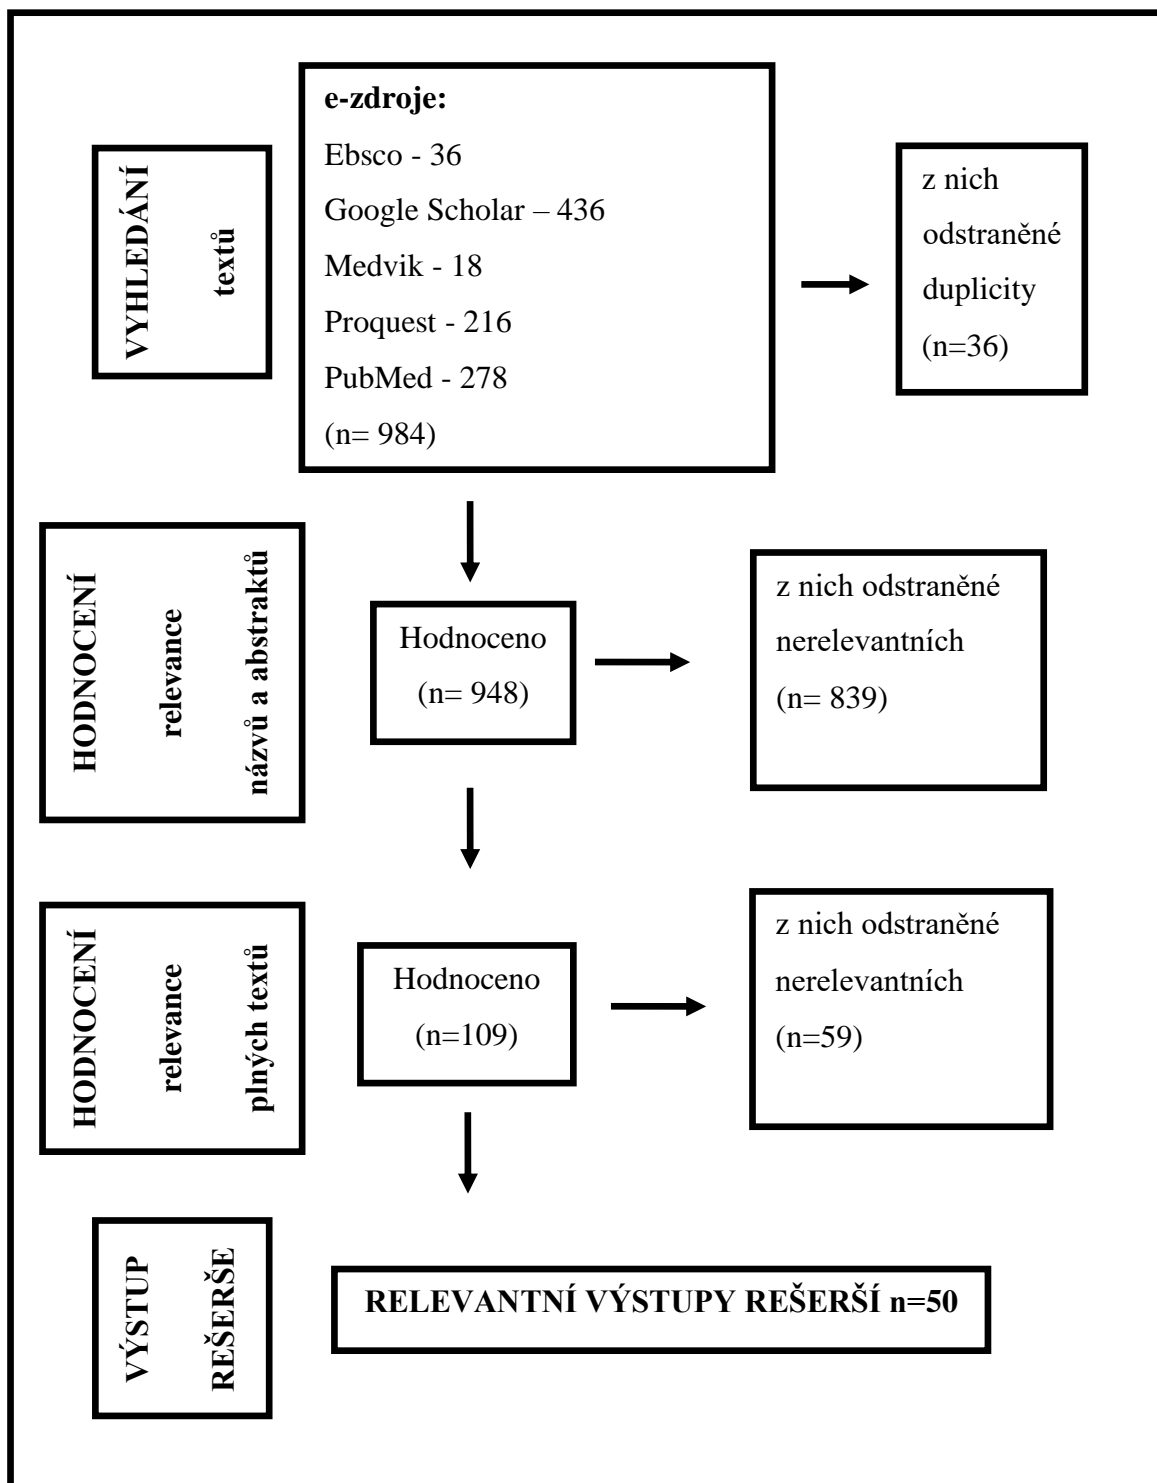 VYHLEDÁNÍ
textů
e-zdroje:
Ebsco - 36
Google Scholar – 436
Medvik - 18
Proquest - 216
PubMed - 278
(n= 984)
z nich
odstraněné
duplicity
(n=36)
HODNOCENÍ
relevance
názvů a abstraktů
Hodnoceno
(n= 948)
z nich odstraněné
nerelevantních
(n= 839)
HODNOCENÍ
relevance
plných textů
Hodnoceno
(n=109)
z nich odstraněné
nerelevantních
(n=59)
VÝSTUP
REŠERŠE
RELEVANTNÍ VÝSTUPY REŠERŠÍ n=50